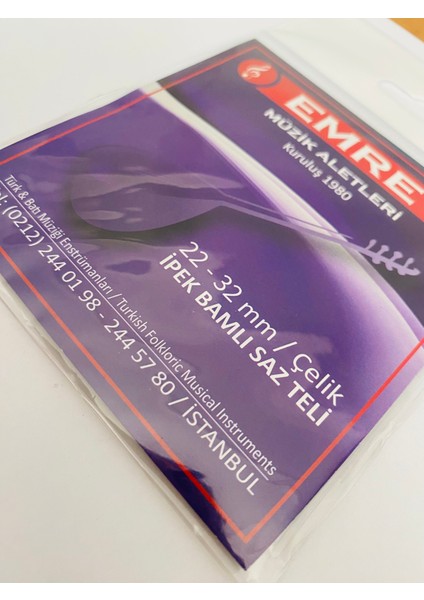 EMRE
MÜZİK ALETLERİ
Kuruluş 1980
22 - 32 mm / Çelik
İPEK BAMLI SAZ TELİ
Türk & Batı Müziği Enstrümanları / Turkish Folkloric Musical Instruments
el: (0212) 244 01 98 - 244 57 80 / İSTANBUL